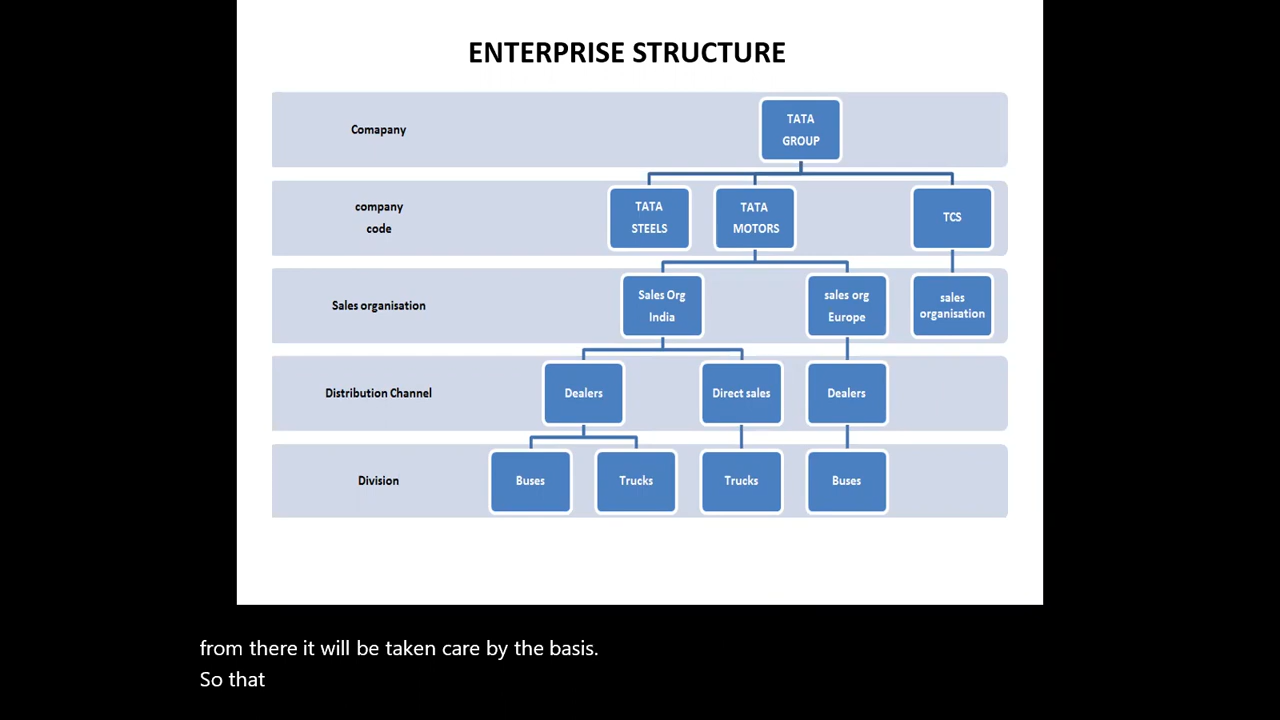 ENTERPRISE STRUCTURE
Comapany
TATA
GROUP
company
code
TATA
STEELS
TATA
MOTORS
TCS
Sales organisation
Sales Org
India
sales org
Europe
sales
organisation
Distribution Channel
Dealers
Direct sales
Dealers
Division
Buses
Trucks
Trucks
Buses
from there it will be taken care by the basis.
So that